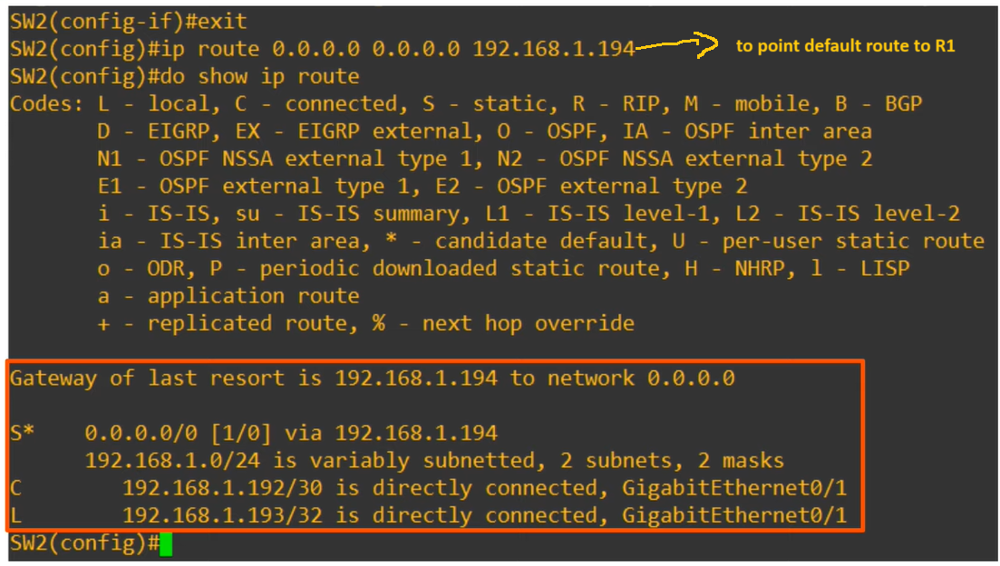 SW2(config-if)#exit
SW2(config)#ip route 0.0.0.0 0.0.0.0 192.168.1.194 to point default route to R1
SW2(config)#do show ip route
Codes: L - local, C - connected, S - static, R - RIP, M - mobile, B - BGP
D - EIGRP, EX - EIGRP external, O - OSPF, IA - OSPF inter area
N1 - OSPF NSSA external type 1, N2 - OSPF NSSA external type 2
E1 - OSPF external type 1, E2 - OSPF external type 2
i - IS-IS, su - IS-IS summary, L1 - IS-IS level-1, L2 - IS-IS level-2
ia - IS-IS inter area, * - candidate default, U - per-user static route
o - ODR, P - periodic downloaded static route, H - NHRP, l - LISP
a - application route
+ - replicated route, % - next hop override
Gateway of last resort is 192.168.1.194 to network 0.0.0.0
S* 0.0.0.0/0 [1/0] via 192.168.1.194
192.168.1.0/24 is variably subnetted, 2 subnets, 2 masks
C 192.168.1.192/30 is directly connected, GigabitEthernet0/1
L 192.168.1.193/32 is directly connected, GigabitEthernet0/1
SW2(config)#